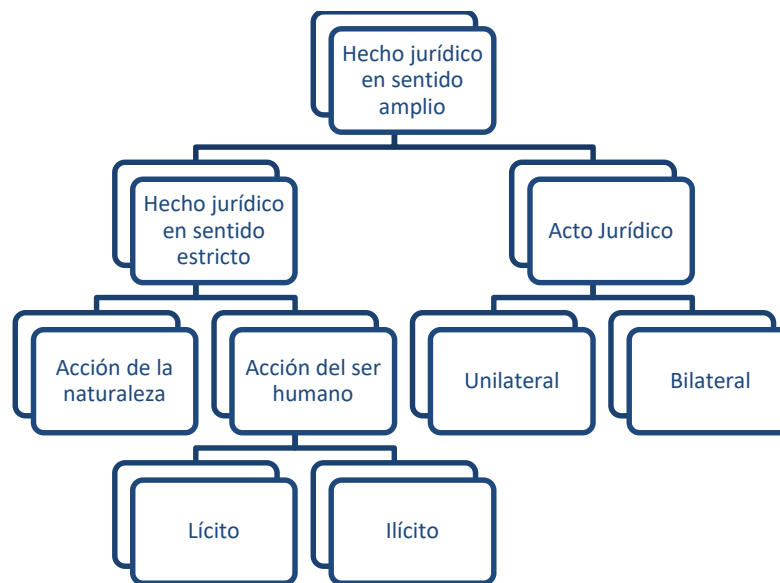 Hecho jurídico
en sentido
amplio
Hecho jurídico
en sentido
estricto
Acto Jurídico
Acción de la
naturaleza
Acción del ser
humano
Unilateral
Bilateral
Lícito
Ilícito